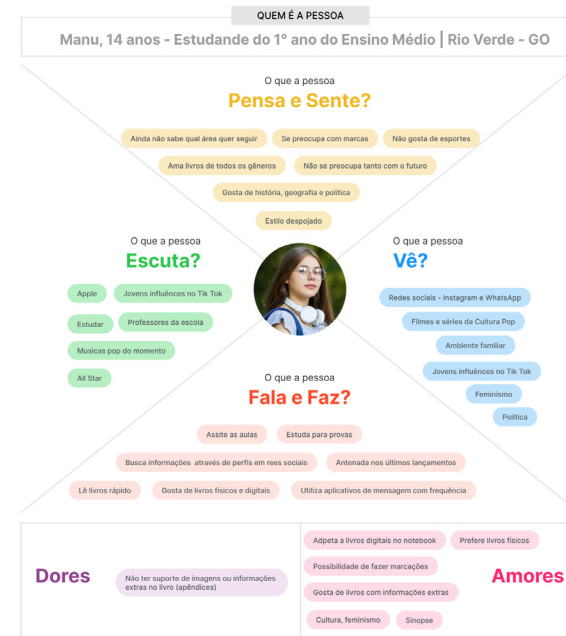 QUEM É A PESSOA
Manu, 14 anos - Estudande do 1° ano do Ensino Médio | Rio Verde - GO
O que a pessoa
Pensa e Sente?
Ainda não sabe qual área quer seguir
Se preocupa com marcas
Não gosta de esportes
Ama livros de todos os gêneros
Não se preocupa tanto com o futuro
Gosta de história, geografia e política
Estilo despojado
O que a pessoa
Escuta?
Apple
Jovens influênces no Tik Tok
Estudar
Professores da escola
Musicas pop do momento
All Star
O que a pessoa
Vê?
Redes sociais - Instagram e WhatsApp
Filmes e séries da Cultura Pop
Ambiente familiar
Jovens influênces no Tik Tok
Feminismo
Política
O que a pessoa
Fala e Faz?
Assite as aulas
Estuda para provas
Busca informações através de perfis em rees sociais
Antenada nos últimos lançamentos
Lê livros rápido
Gosta de livros físicos e digitais
Utiliza aplicativos de mensagem com frequência
Dores
Não ter suporte de imagens ou informações
extras no livro (apêndices)
Amores
Adpeta a livros digitais no notebook
Prefere livros físicos
Possibilidade de fazer marcações
Gosta de livros com informações extras
Cultura, feminismo
Sinopse